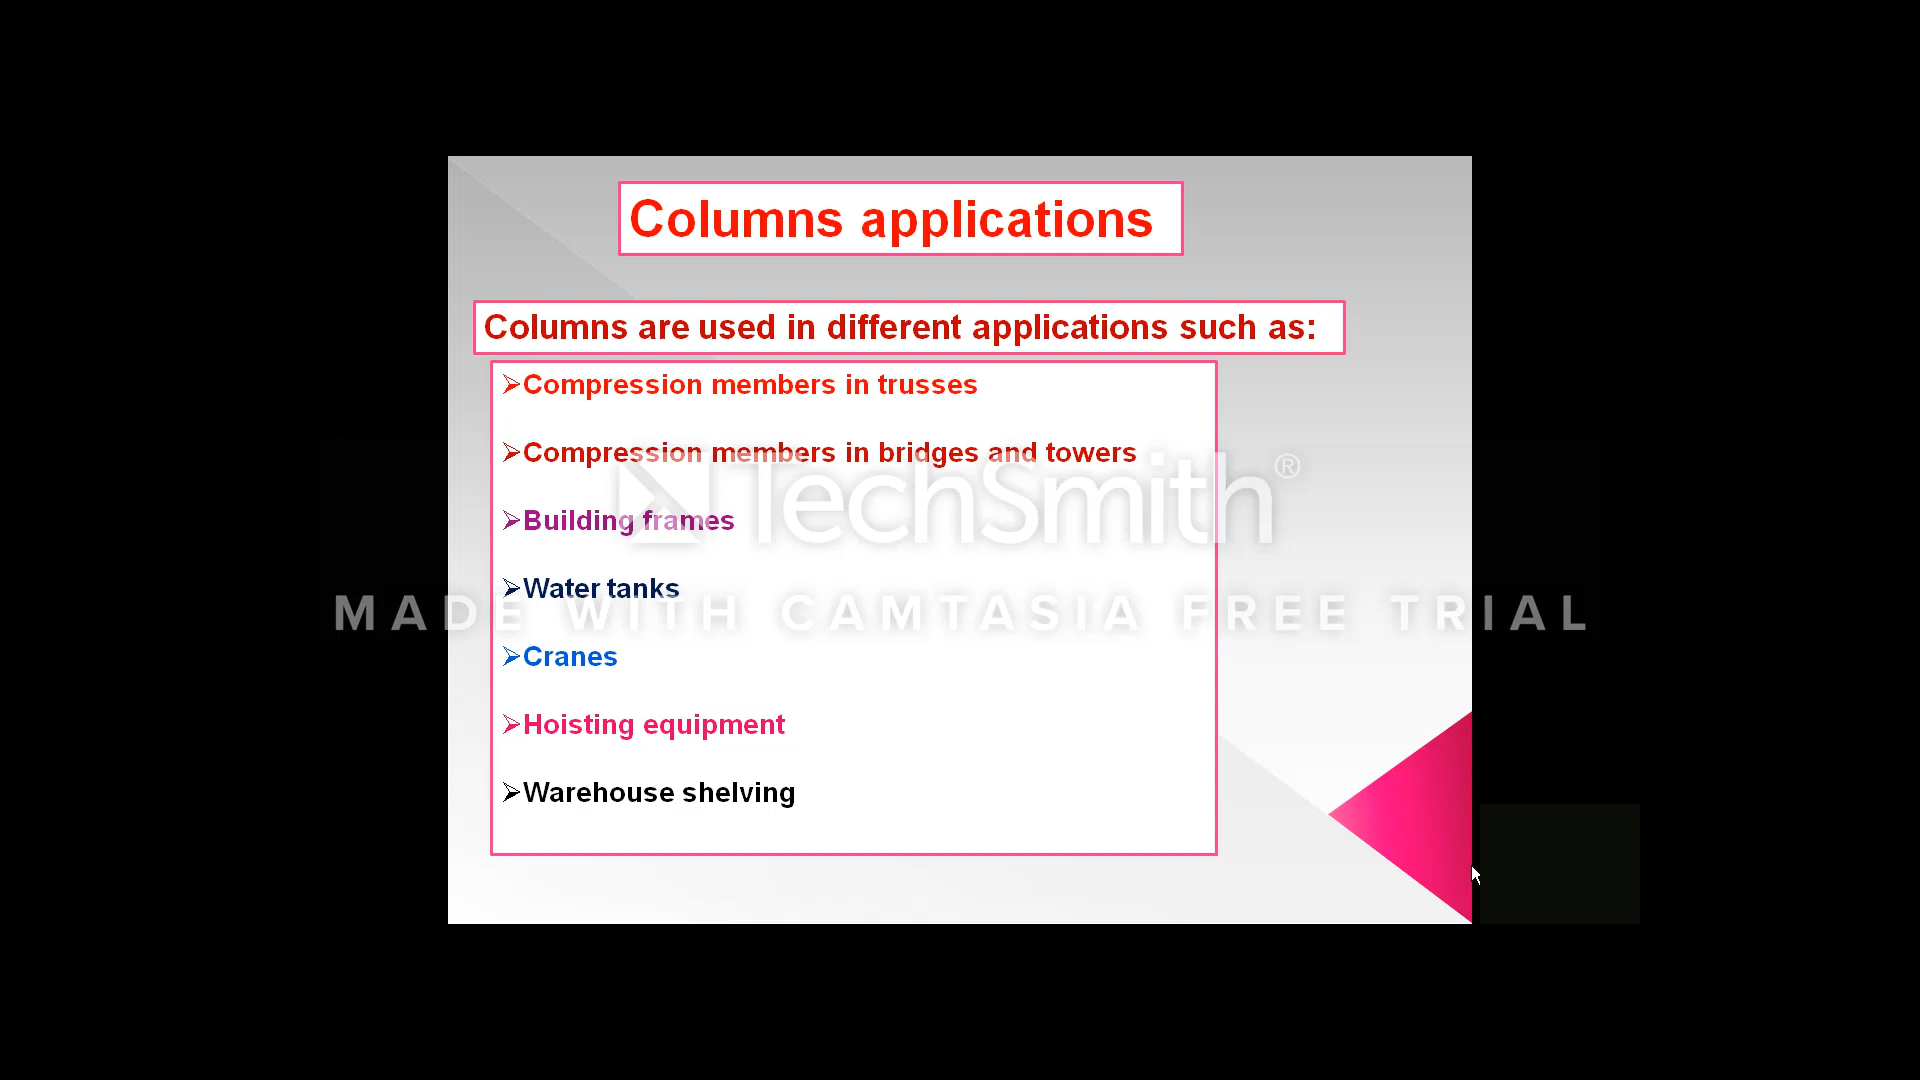 Columns applications
Columns are used in different applications such as:
➢Compression members in trusses
➢Compression members in bridges and towers
➢Building frames
➢Water tanks
➢Cranes
➢Hoisting equipment
➢Warehouse shelving
TechSmith®
MADE WITH CAMTASIA FREE TRIAL